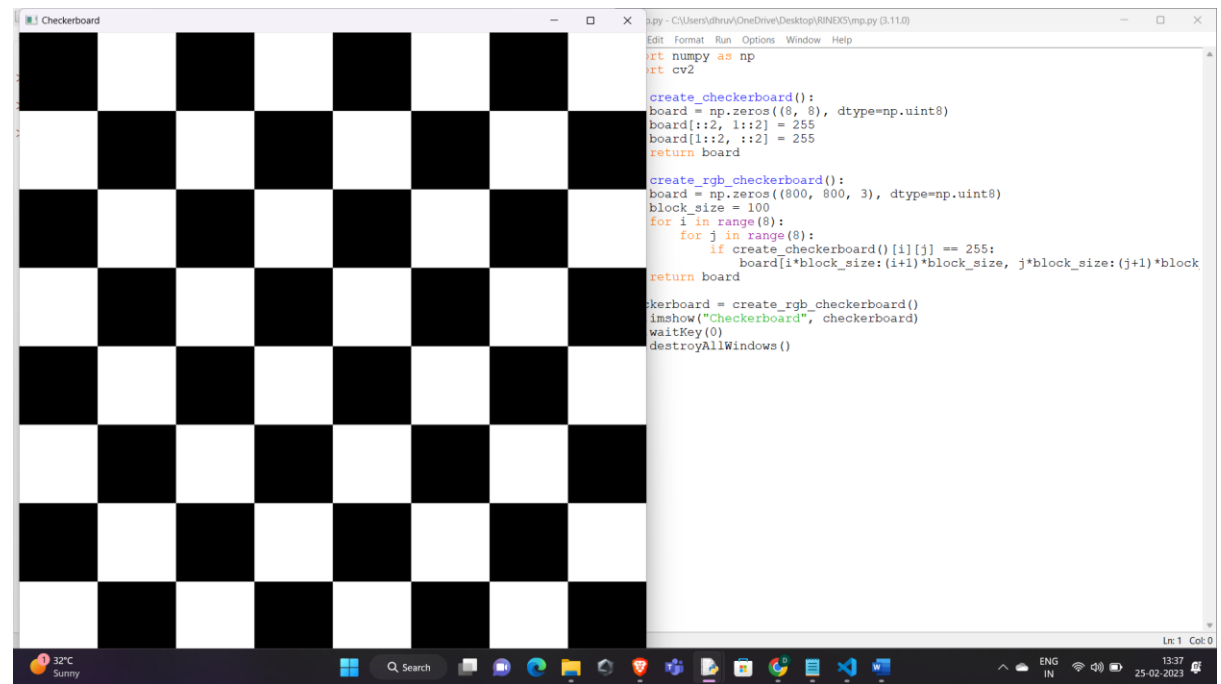 Checkerboard
p.py - C:\Users\dhruv\OneDrive\Desktop\RINEX5\mp.py (3.11.0)
Edit Format Run Options Window Help
ort numpy as np
ort cv2
create_checkerboard():
board = np.zeros((8, 8), dtype=np.uint8)
board[::2, 1::2] = 255
board[1::2, ::2] = 255
return board
create_rgb_checkerboard():
board = np.zeros((800, 800, 3), dtype=np.uint8)
block_size = 100
for i in range(8):
for j in range(8):
if create_checkerboard()[i][j] == 255:
board[i*block_size:(i+1)*block_size, j*block_size:(j+1)*block
return board
kerboard = create_rgb_checkerboard()
imshow("Checkerboard", checkerboard)
waitKey(0)
destroyAllWindows()
Ln: 1 Col: 0
1
32°C
Sunny
Search
ENG
IN
13:37
25-02-2023